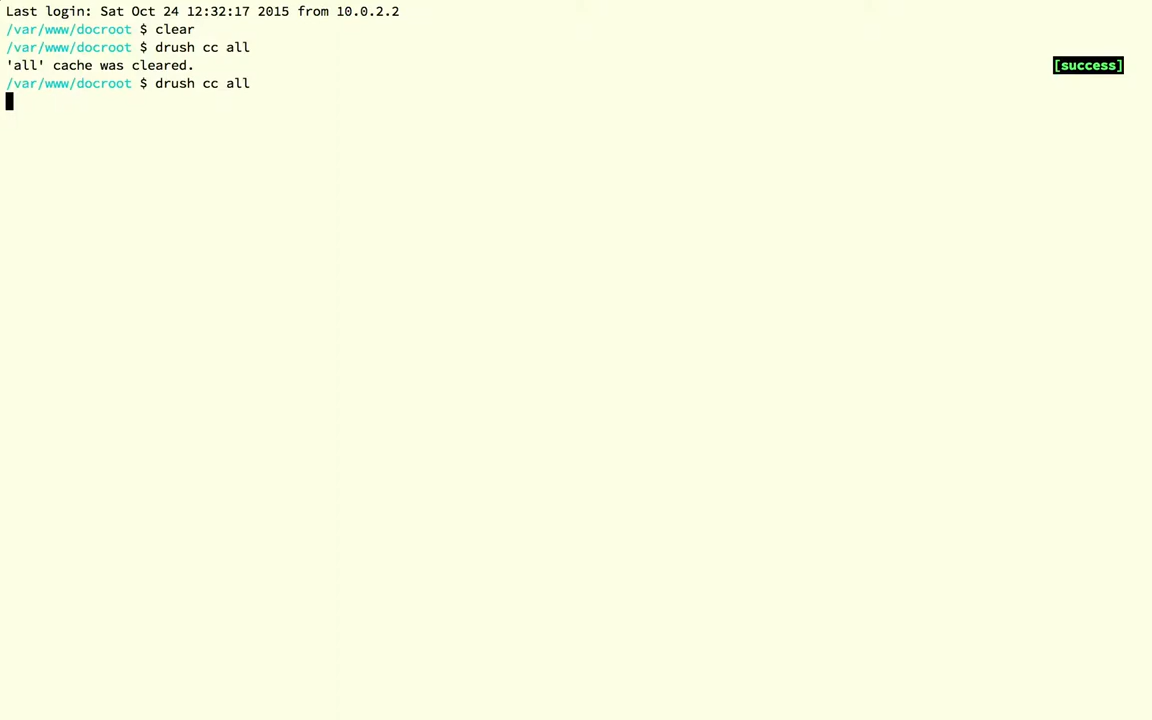 Last login: Sat Oct 24 12:32:17 2015 from 10.0.2.2
/var/www/docroot $ clear
/var/www/docroot $ drush cc all
'all' cache was cleared. [success]
/var/www/docroot $ drush cc all